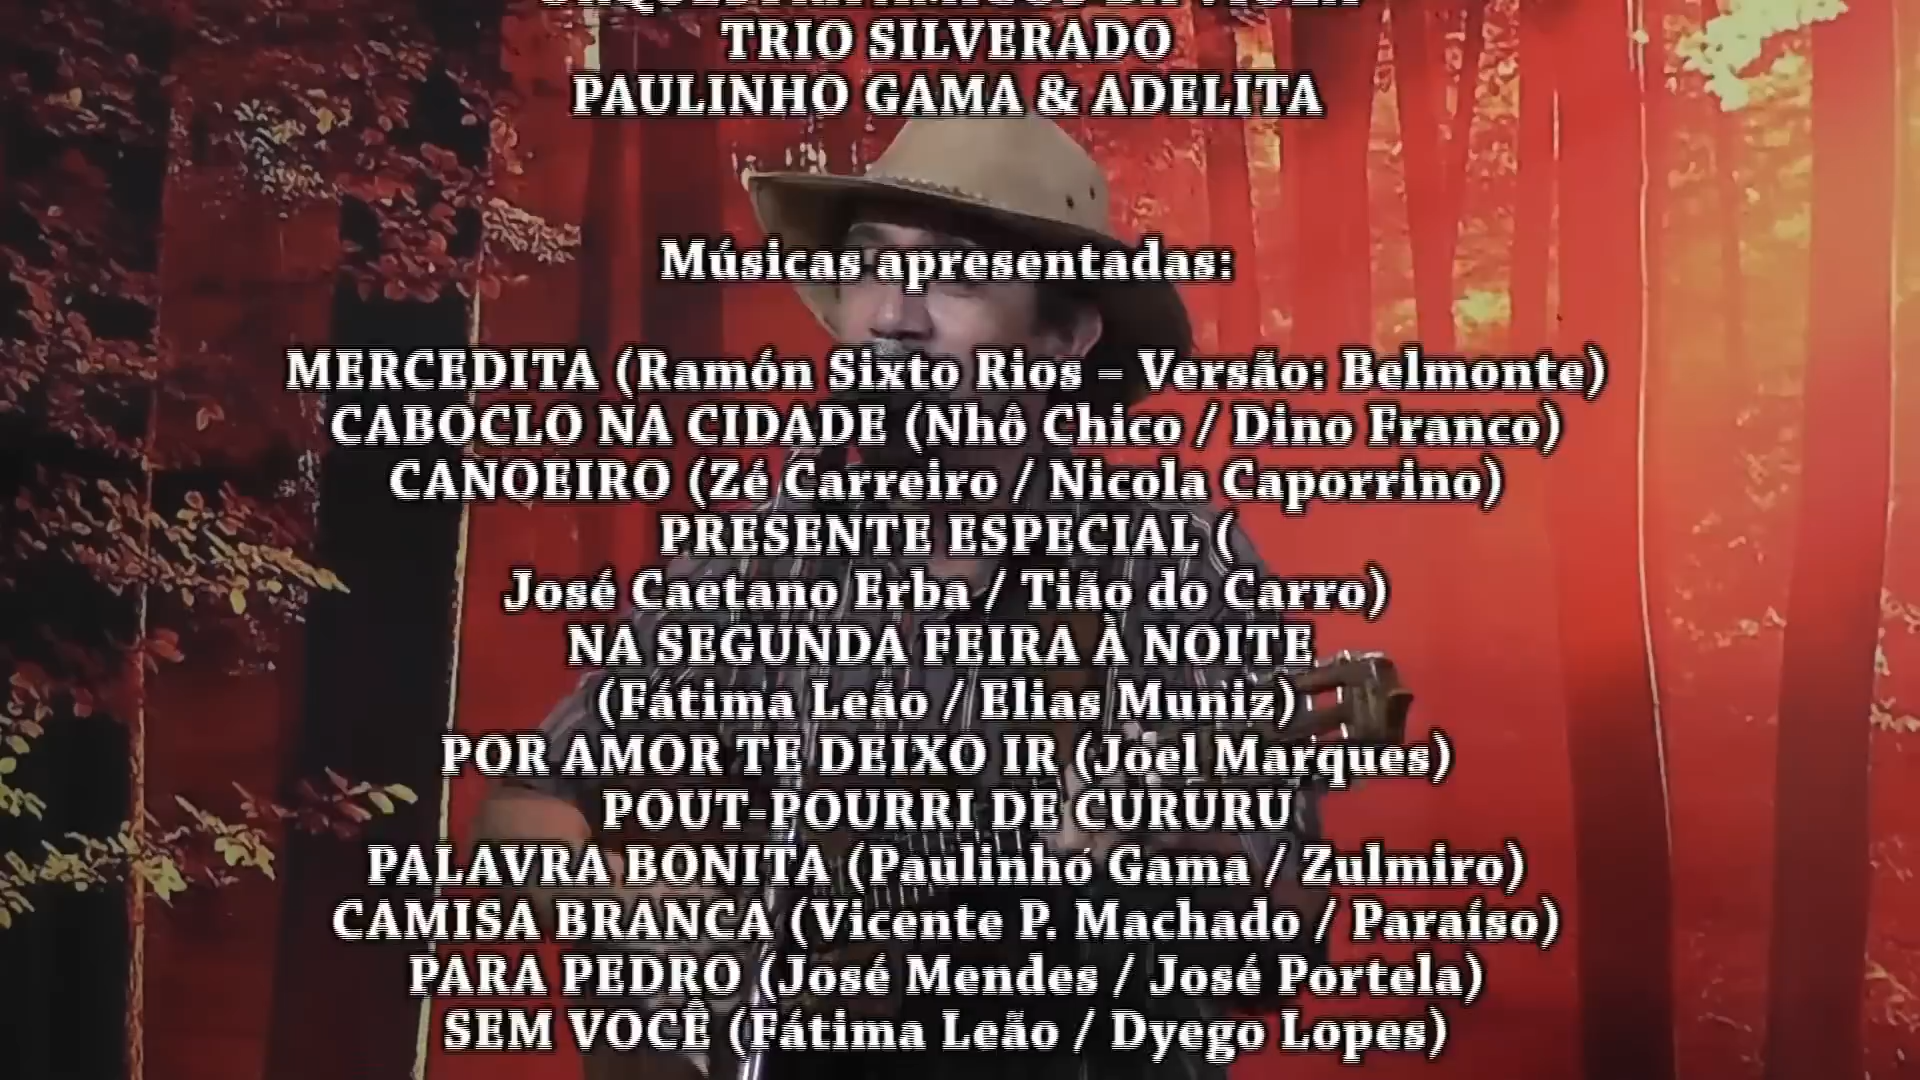 TRIO SILVERADO
PAULINHO GAMA & ADELITA
Músicas apresentadas:
MERCEDITA (Ramón Sixto Rios – Versão: Belmonte)
CABOCLO NA CIDADE (Nhô Chico / Dino Franco)
CANOEIRO (Zé Carreiro / Nicola Caporrino)
PRESENTE ESPECIAL (
José Caetano Erba / Tião do Carro)
NA SEGUNDA FEIRA À NOITE
(Fátima Leão / Elias Muniz)
POR AMOR TE DEIXO IR (Joel Marques)
POUT-POURRI DE CURURU
PALAVRA BONITA (Paulinho Gama / Zulmiro)
CAMISA BRANCA (Vicente P. Machado / Paraíso)
PARA PEDRO (José Mendes / José Portela)
SEM VOCÊ (Fátima Leão / Dyego Lopes)